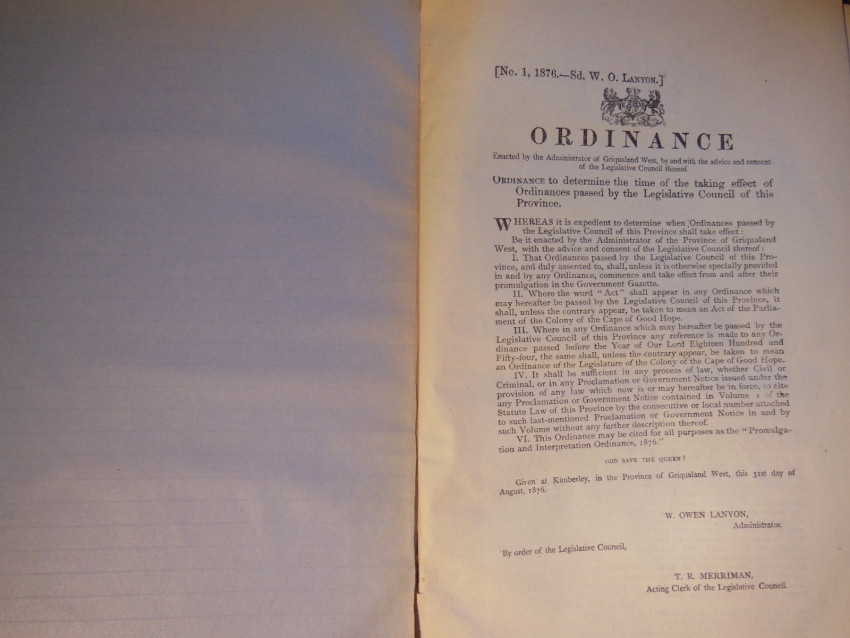 [No. 1, 1876.—Sd. W. O. LANYON.]
ORDINANCE
Enacted by the Administrator of Griqualand West, by and with the advice and consent
of the Legislative Council thereof.
ORDINANCE to determine the time of the taking effect of
Ordinances passed by the Legislative Council of this
Province.
WHEREAS it is expedient to determine when Ordinances passed by
the Legislative Council of this Province shall take effect:
Be it enacted by the Administrator of the Province of Griqualand
West, with the advice and consent of the Legislative Council thereof:
I. That Ordinances passed by the Legislative Council of this Pro-
vince, and duly assented to, shall, unless it is otherwise specially provided
in and by any Ordinance, commence and take effect from and after their
promulgation in the Government Gazette.
II. Where the word "Act" shall appear in any Ordinance which
may hereafter be passed by the Legislative Council of this Province, it
shall, unless the contrary appear, be taken to mean an Act of the Parlia-
ment of the Colony of the Cape of Good Hope.
III. Where in any Ordinance which may hereafter be passed by the
Legislative Council of this Province any reference is made to any Or-
dinance passed before the Year of Our Lord Eighteen Hundred and
Fifty-four, the same shall, unless the contrary appear, be taken to mean
an Ordinance of the Legislature of the Colony of the Cape of Good Hope.
IV. It shall be sufficient in any process of law, whether Civil or
Criminal, or in any Proclamation or Government Notice issued under the
provision of any law which now is or may hereafter be in force, to cite
any Proclamation or Government Notice contained in Volume 1 of the
Statute Law of this Province by the consecutive or local number attached
to such last-mentioned Proclamation or Government Notice in and by
such Volume without any further description thereof.
VI. This Ordinance may be cited for all purposes as the "Promulga-
tion and Interpretation Ordinance, 1876."
GOD SAVE THE QUEEN!
Given at Kimberley, in the Province of Griqualand West, this 31st day of
August, 1876.
W. OWEN LANYON,
Administrator.
By order of the Legislative Council,
T. R. MERRIMAN,
Acting Clerk of the Legislative Council.